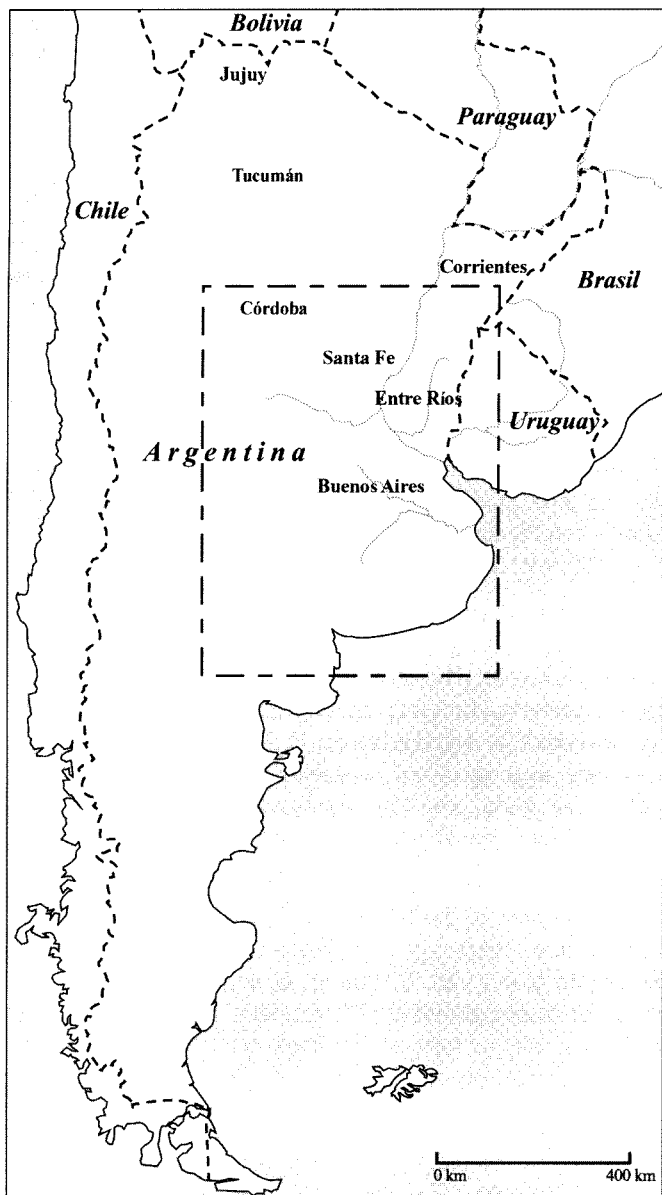 Bolivia
Jujuy
Paraguay
Tucumán
Chile
Corrientes
Brasil
Córdoba
Santa Fe
Entre Ríos
Uruguay
Argentina
Buenos Aires
0 km 400 km